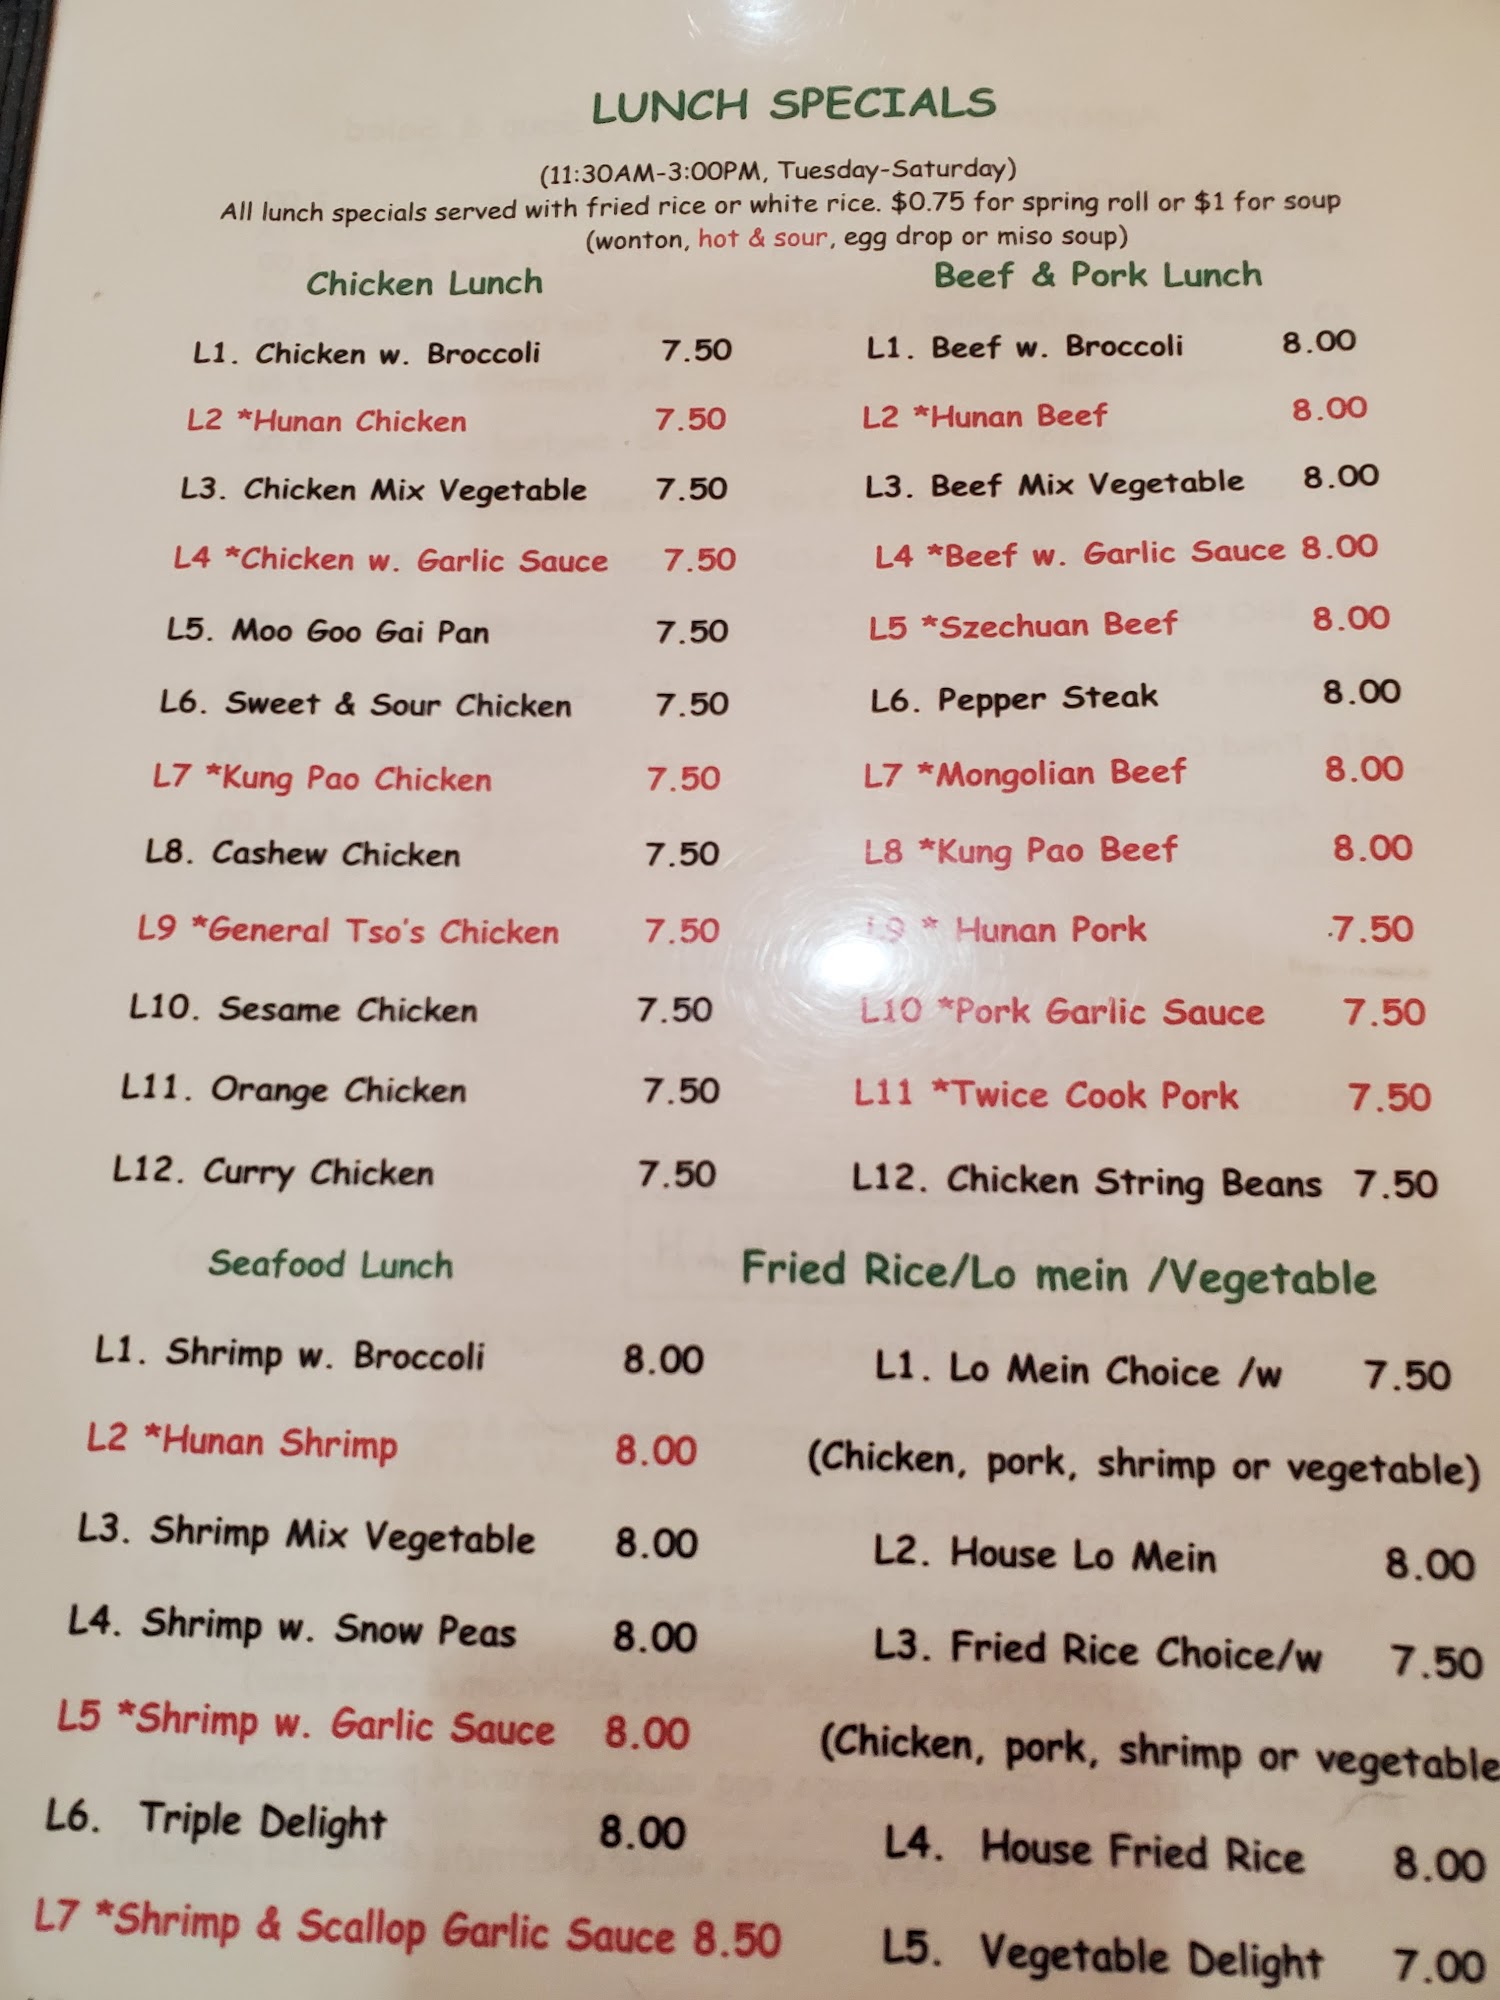 LUNCH SPECIALS
(11:30AM-3:00PM, Tuesday-Saturday)
All lunch specials served with fried rice or white rice. $0.75 for spring roll or $1 for soup
(wonton, hot & sour, egg drop or miso soup)
Chicken Lunch
L1. Chicken w. Broccoli 7.50
L2 *Hunan Chicken 7.50
L3. Chicken Mix Vegetable 7.50
L4 *Chicken w. Garlic Sauce 7.50
L5. Moo Goo Gai Pan 7.50
L6. Sweet & Sour Chicken 7.50
L7 *Kung Pao Chicken 7.50
L8. Cashew Chicken 7.50
L9 *General Tso's Chicken 7.50
L10. Sesame Chicken 7.50
L11. Orange Chicken 7.50
L12. Curry Chicken 7.50
Beef & Pork Lunch
L1. Beef w. Broccoli 8.00
L2 *Hunan Beef 8.00
L3. Beef Mix Vegetable 8.00
L4 *Beef w. Garlic Sauce 8.00
L5 *Szechuan Beef 8.00
L6. Pepper Steak 8.00
L7 *Mongolian Beef 8.00
L8 *Kung Pao Beef 8.00
L9 * Hunan Pork .7.50
L10 *Pork Garlic Sauce 7.50
L11 *Twice Cook Pork 7.50
L12. Chicken String Beans 7.50
Seafood Lunch
L1. Shrimp w. Broccoli 8.00
L2 *Hunan Shrimp 8.00
L3. Shrimp Mix Vegetable 8.00
L4. Shrimp w. Snow Peas 8.00
L5 *Shrimp w. Garlic Sauce 8.00
L6. Triple Delight 8.00
L7 *Shrimp & Scallop Garlic Sauce 8.50
Fried Rice/Lo mein /Vegetable
L1. Lo Mein Choice /w 7.50
(Chicken, pork, shrimp or vegetable)
L2. House Lo Mein 8.00
L3. Fried Rice Choice/w 7.50
(Chicken, pork, shrimp or vegetable
L4. House Fried Rice 8.00
L5. Vegetable Delight 7.00